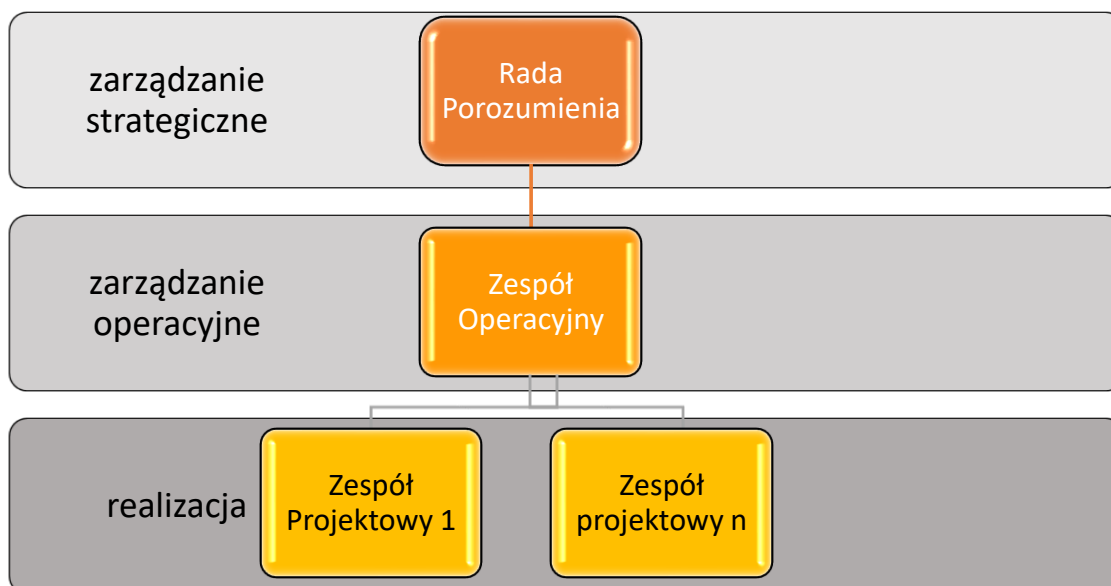 zarządzanie
strategiczne
Rada
Porozumienia
zarządzanie
operacyjne
Zespół
Operacyjny
realizacja
Zespół
Projektowy 1
Zespół
projektowy n